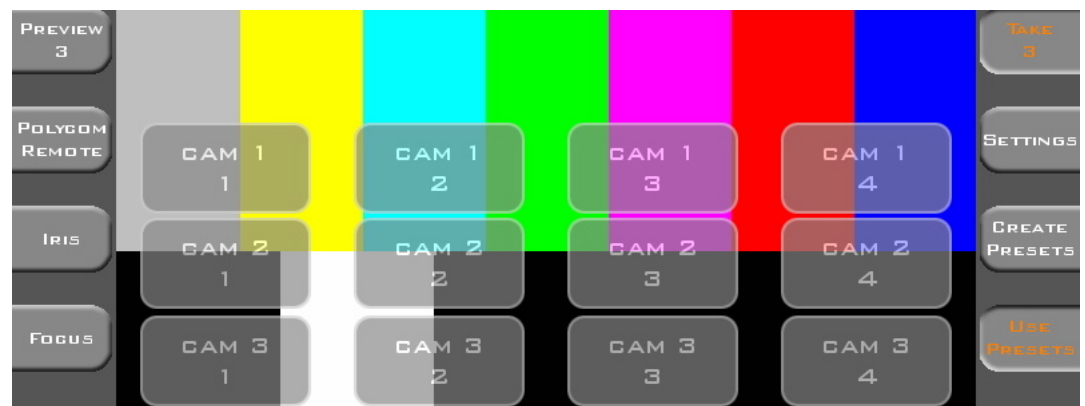 Preview
3
Polycom
Remote
Iris
Focus
CAM 1
1
CAM 1
2
CAM 1
3
CAM 1
4
CAM 2
1
CAM 2
2
CAM 2
3
CAM 2
4
CAM 3
1
CAM 3
2
CAM 3
3
CAM 3
4
Take
3
Settings
Create
Presets
Use
Presets